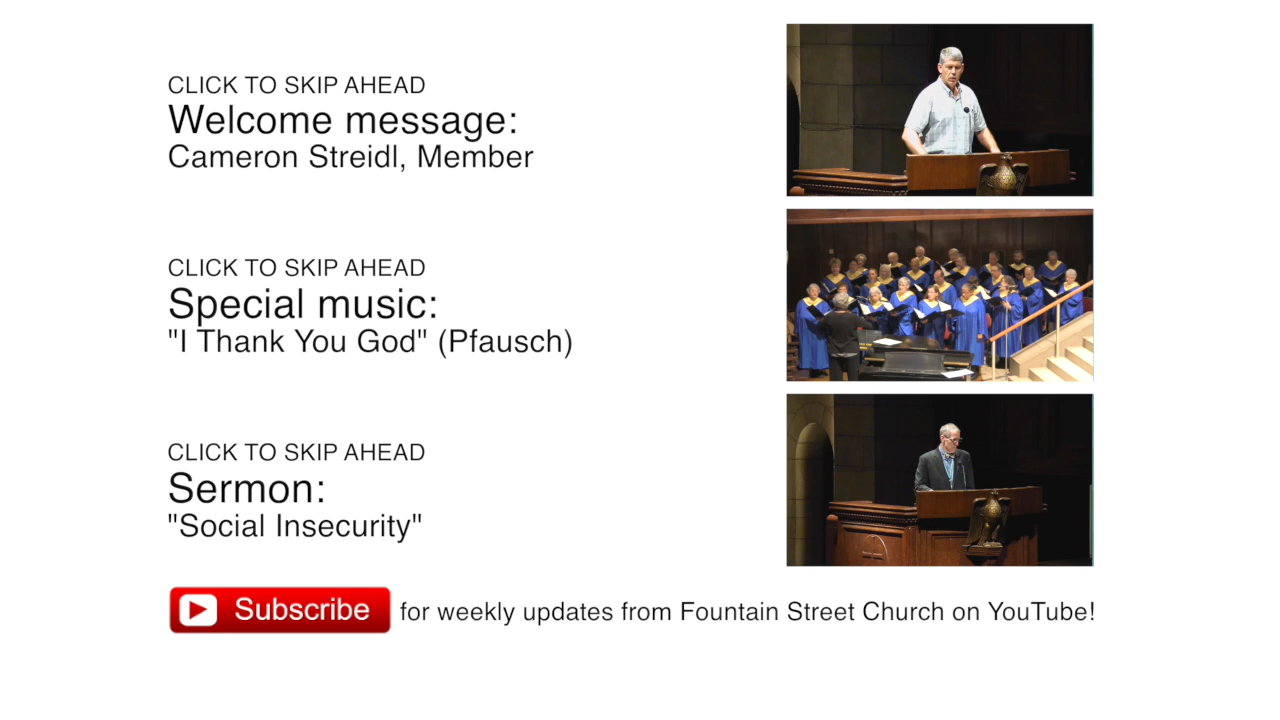 CLICK TO SKIP AHEAD
Welcome message:
Cameron Streidl, Member
CLICK TO SKIP AHEAD
Special music:
"I Thank You God" (Pfausch)
CLICK TO SKIP AHEAD
Sermon:
"Social Insecurity"
Subscribe for weekly updates from Fountain Street Church on YouTube!